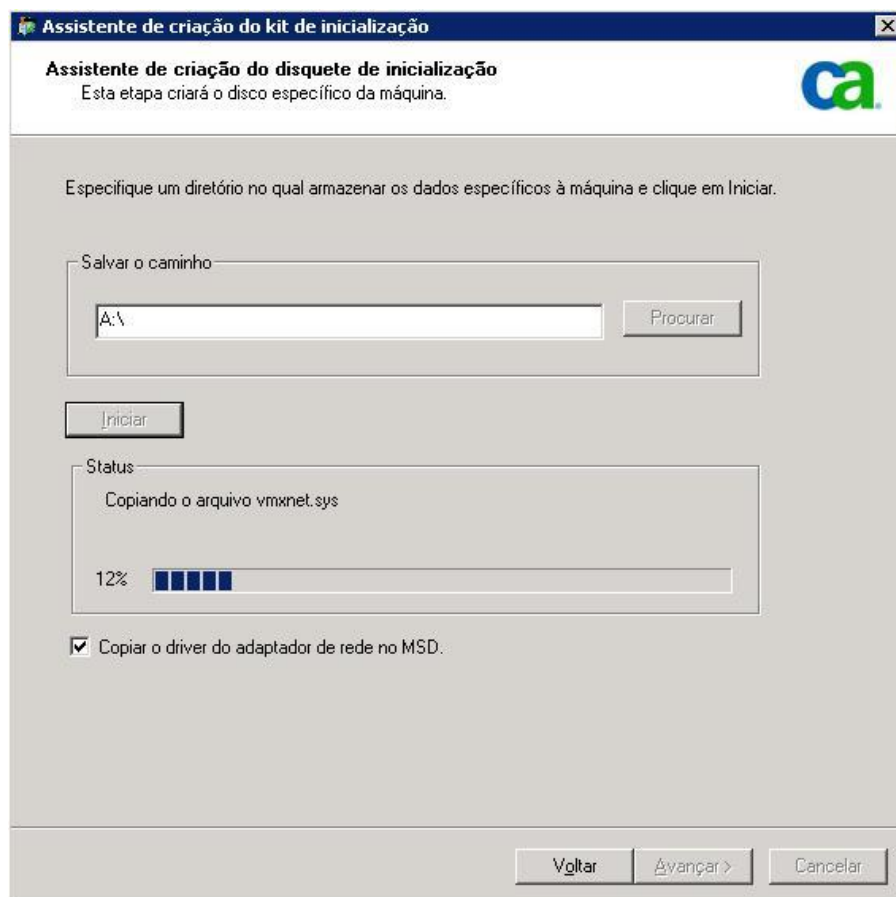 Assistente de criação do kit de inicialização
Assistente de criação do disquete de inicialização
Esta etapa criará o disco específico da máquina.
ca.
Especifique um diretório no qual armazenar os dados específicos à máquina e clique em Iniciar.
Salvar o caminho
A:\
Procurar
Iniciar
Status
Copiando o arquivo vmxnet.sys
12%
Copiar o driver do adaptador de rede no MSD.
Voltar
Avançar >
Cancelar